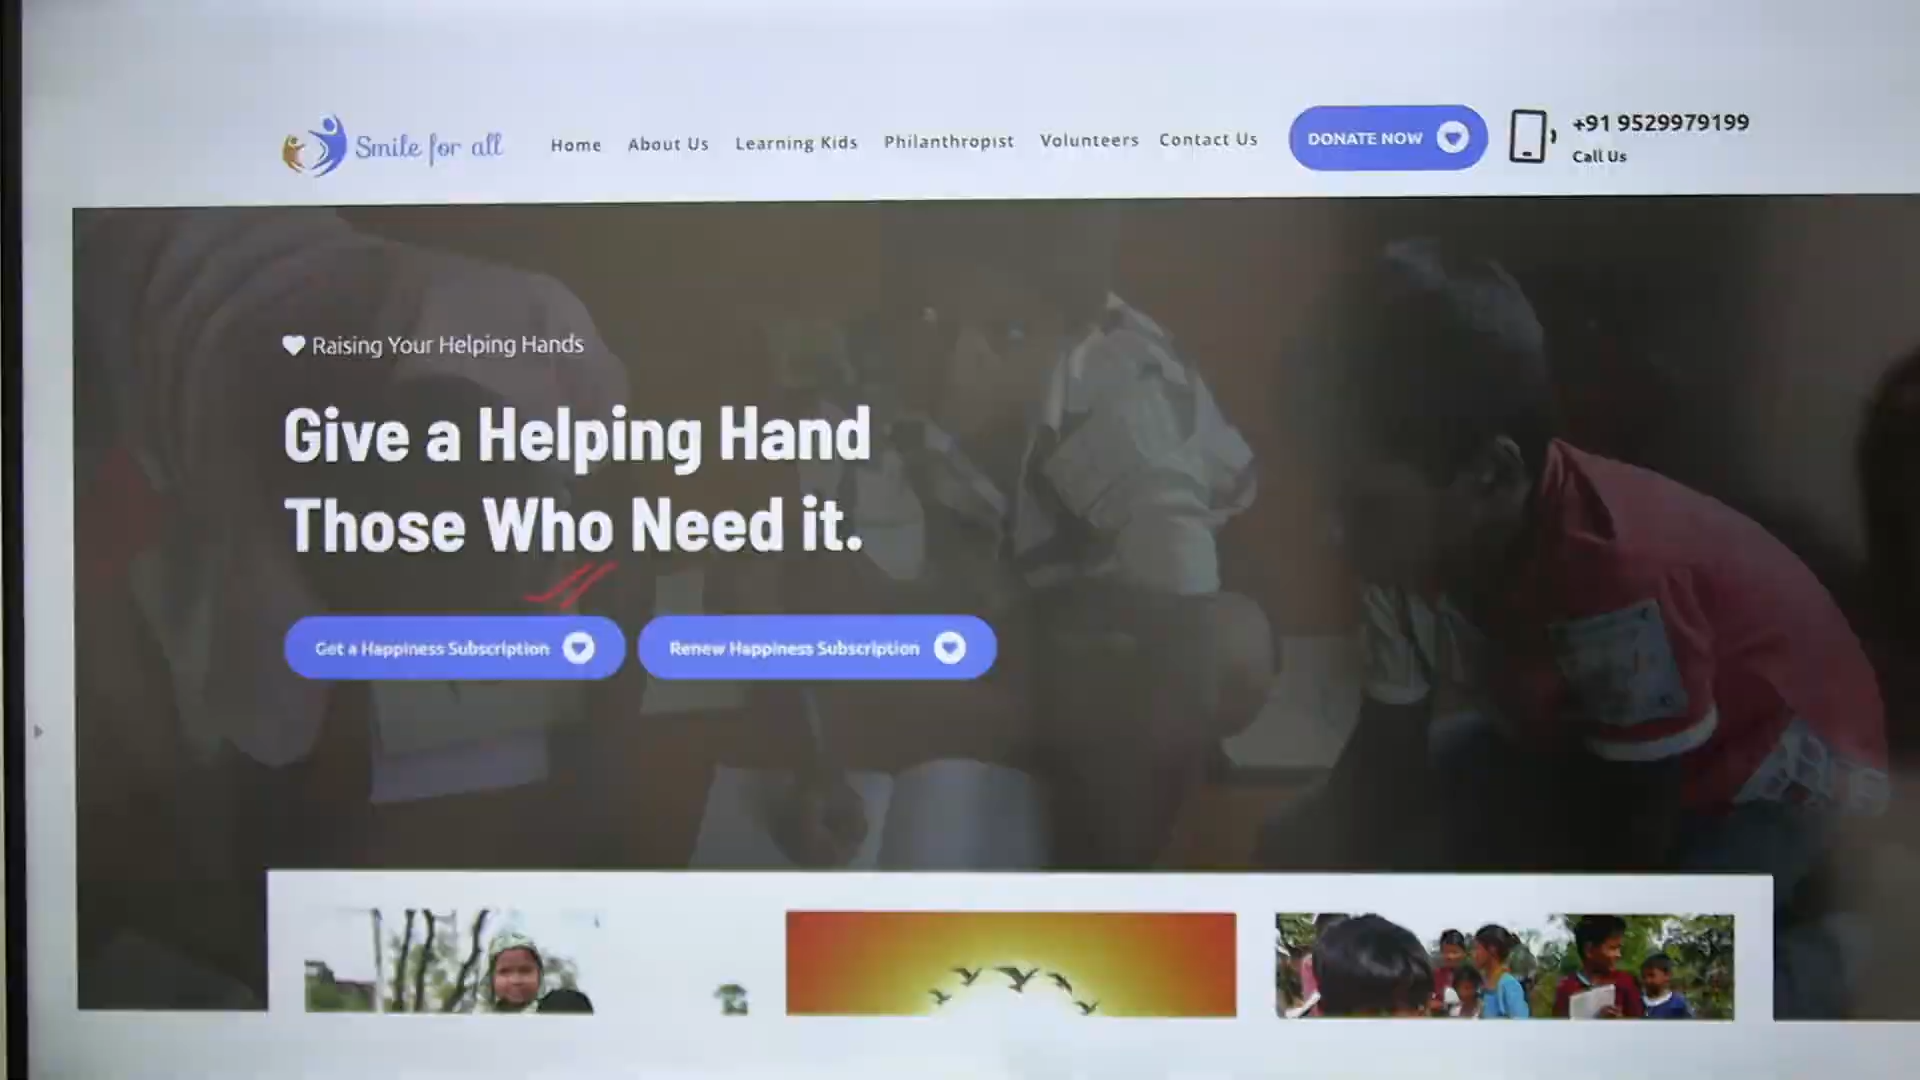 Smile for all
Home About Us Learning Kids Philanthropist Volunteers Contact Us
DONATE NOW
+91 9529979199
Call Us
Raising Your Helping Hands
Give a Helping Hand
Those Who Need it.
Get a Happiness Subscription
Renew Happiness Subscription